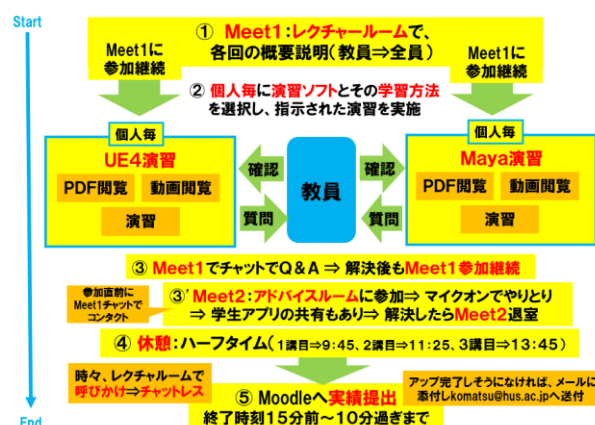 Start
① Meet1:レクチャールームで、
各回の概要説明(教員⇒全員)
Meet1に
参加継続
Meet1に
参加継続
② 個人毎に演習ソフトとその学習方法
を選択し、指示された演習を実施
個人毎
UE4演習
PDF閲覧
動画閲覧
演習
確認
質問
教員
確認
質問
個人毎
Maya演習
PDF閲覧
動画閲覧
演習
③ Meet1でチャットでQ&A ⇒ 解決後もMeet1参加継続
参加直前に
Meet1チャットで
コンタクト
③' Meet2:アドバイスルームに参加⇒ マイクオンでやりとり
⇒ 学生アプリの共有もあり⇒ 解決したらMeet2退室
④ 休憩:ハーフタイム(1講目⇒9:45、2講目⇒11:25、3講目⇒13:45)
時々、レクチャルームで
呼びかけ⇒チャットレス
⑤ Moodleへ実績提出
終了時刻15分前~10分過ぎまで
アップ完了しそうになければ、メールに
添付しkomatsu@hus.ac.jpへ送付
End